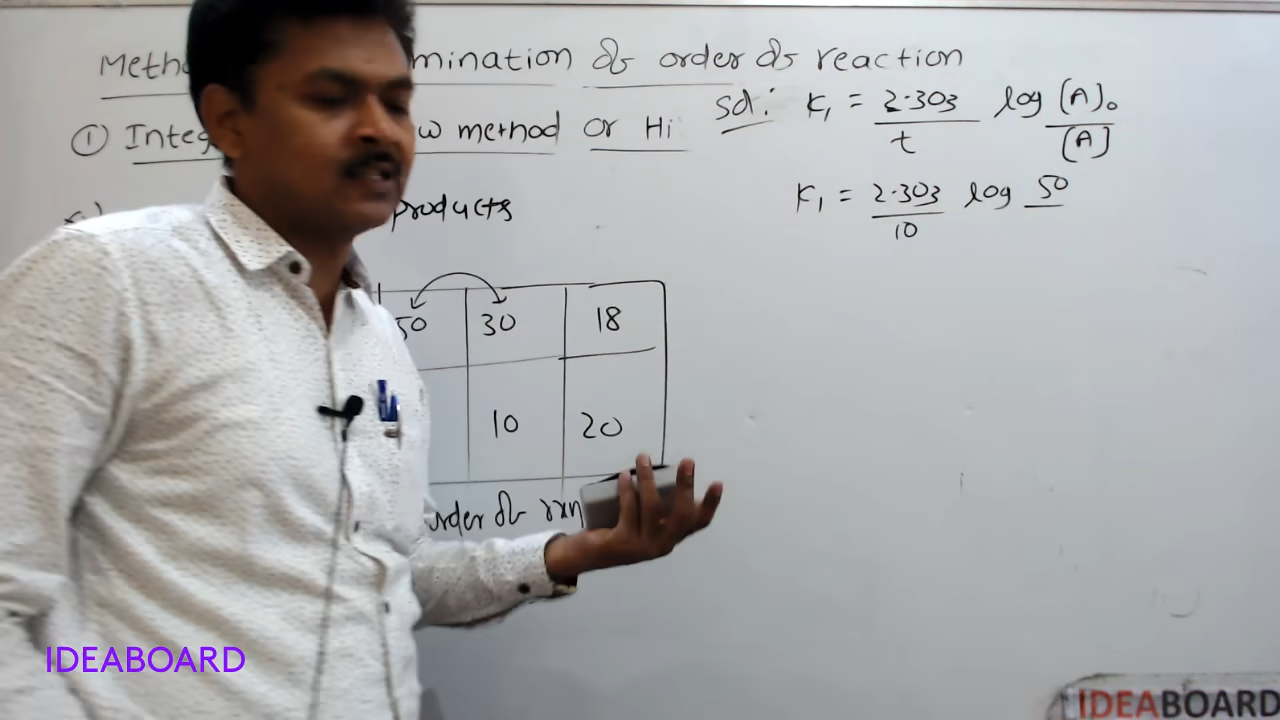 Metho mination of order of reaction
① Integ w method or Hi
products
50 30 18
10 20
order of rxn
Sol: K₁ = 2.303/t log [A]₀/[A]
K₁ = 2.303/10 log 50/
IDEABOARD
IDEABOARD